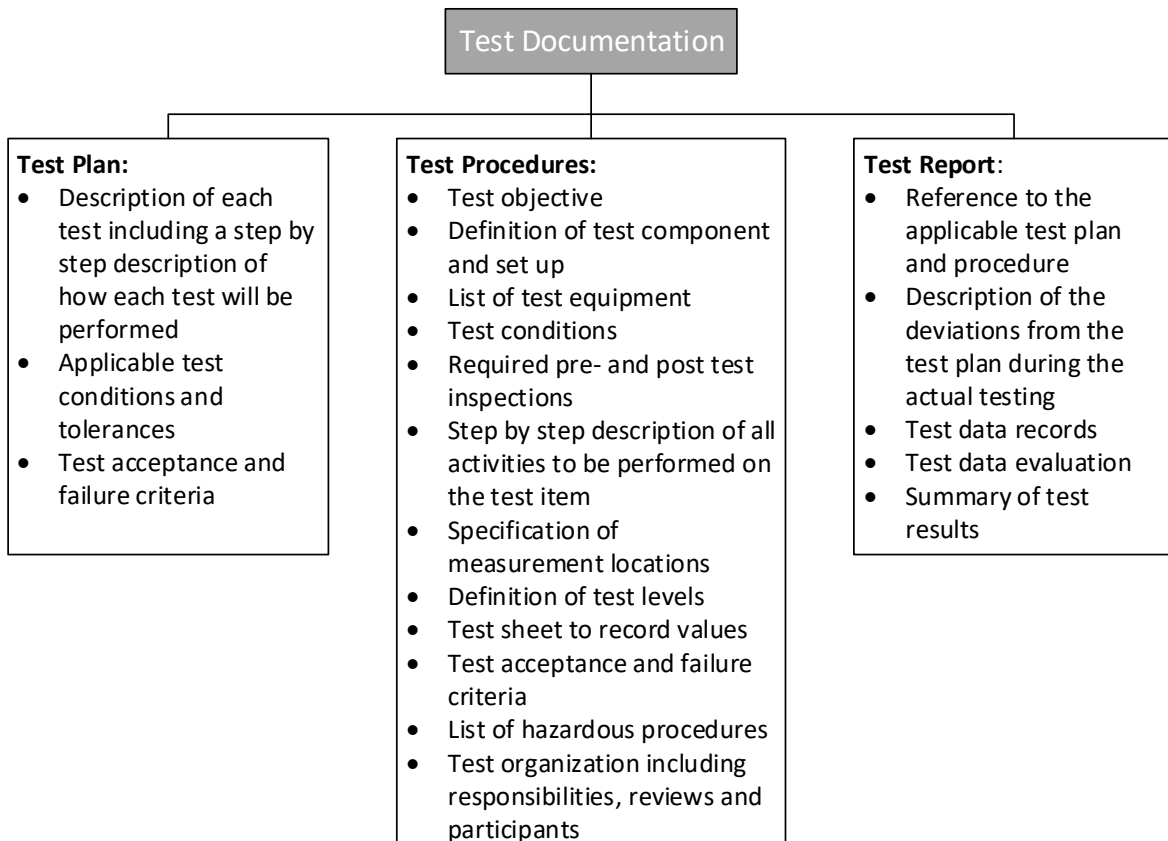 Test Documentation
Test Plan:
• Description of each
test including a step by
step description of
how each test will be
performed
• Applicable test
conditions and
tolerances
• Test acceptance and
failure criteria
Test Procedures:
• Test objective
• Definition of test component
and set up
• List of test equipment
• Test conditions
• Required pre- and post test
inspections
• Step by step description of all
activities to be performed on
the test item
• Specification of
measurement locations
• Definition of test levels
• Test sheet to record values
• Test acceptance and failure
criteria
• List of hazardous procedures
• Test organization including
responsibilities, reviews and
participants
Test Report:
• Reference to the
applicable test plan
and procedure
• Description of the
deviations from the
test plan during the
actual testing
• Test data records
• Test data evaluation
• Summary of test
results